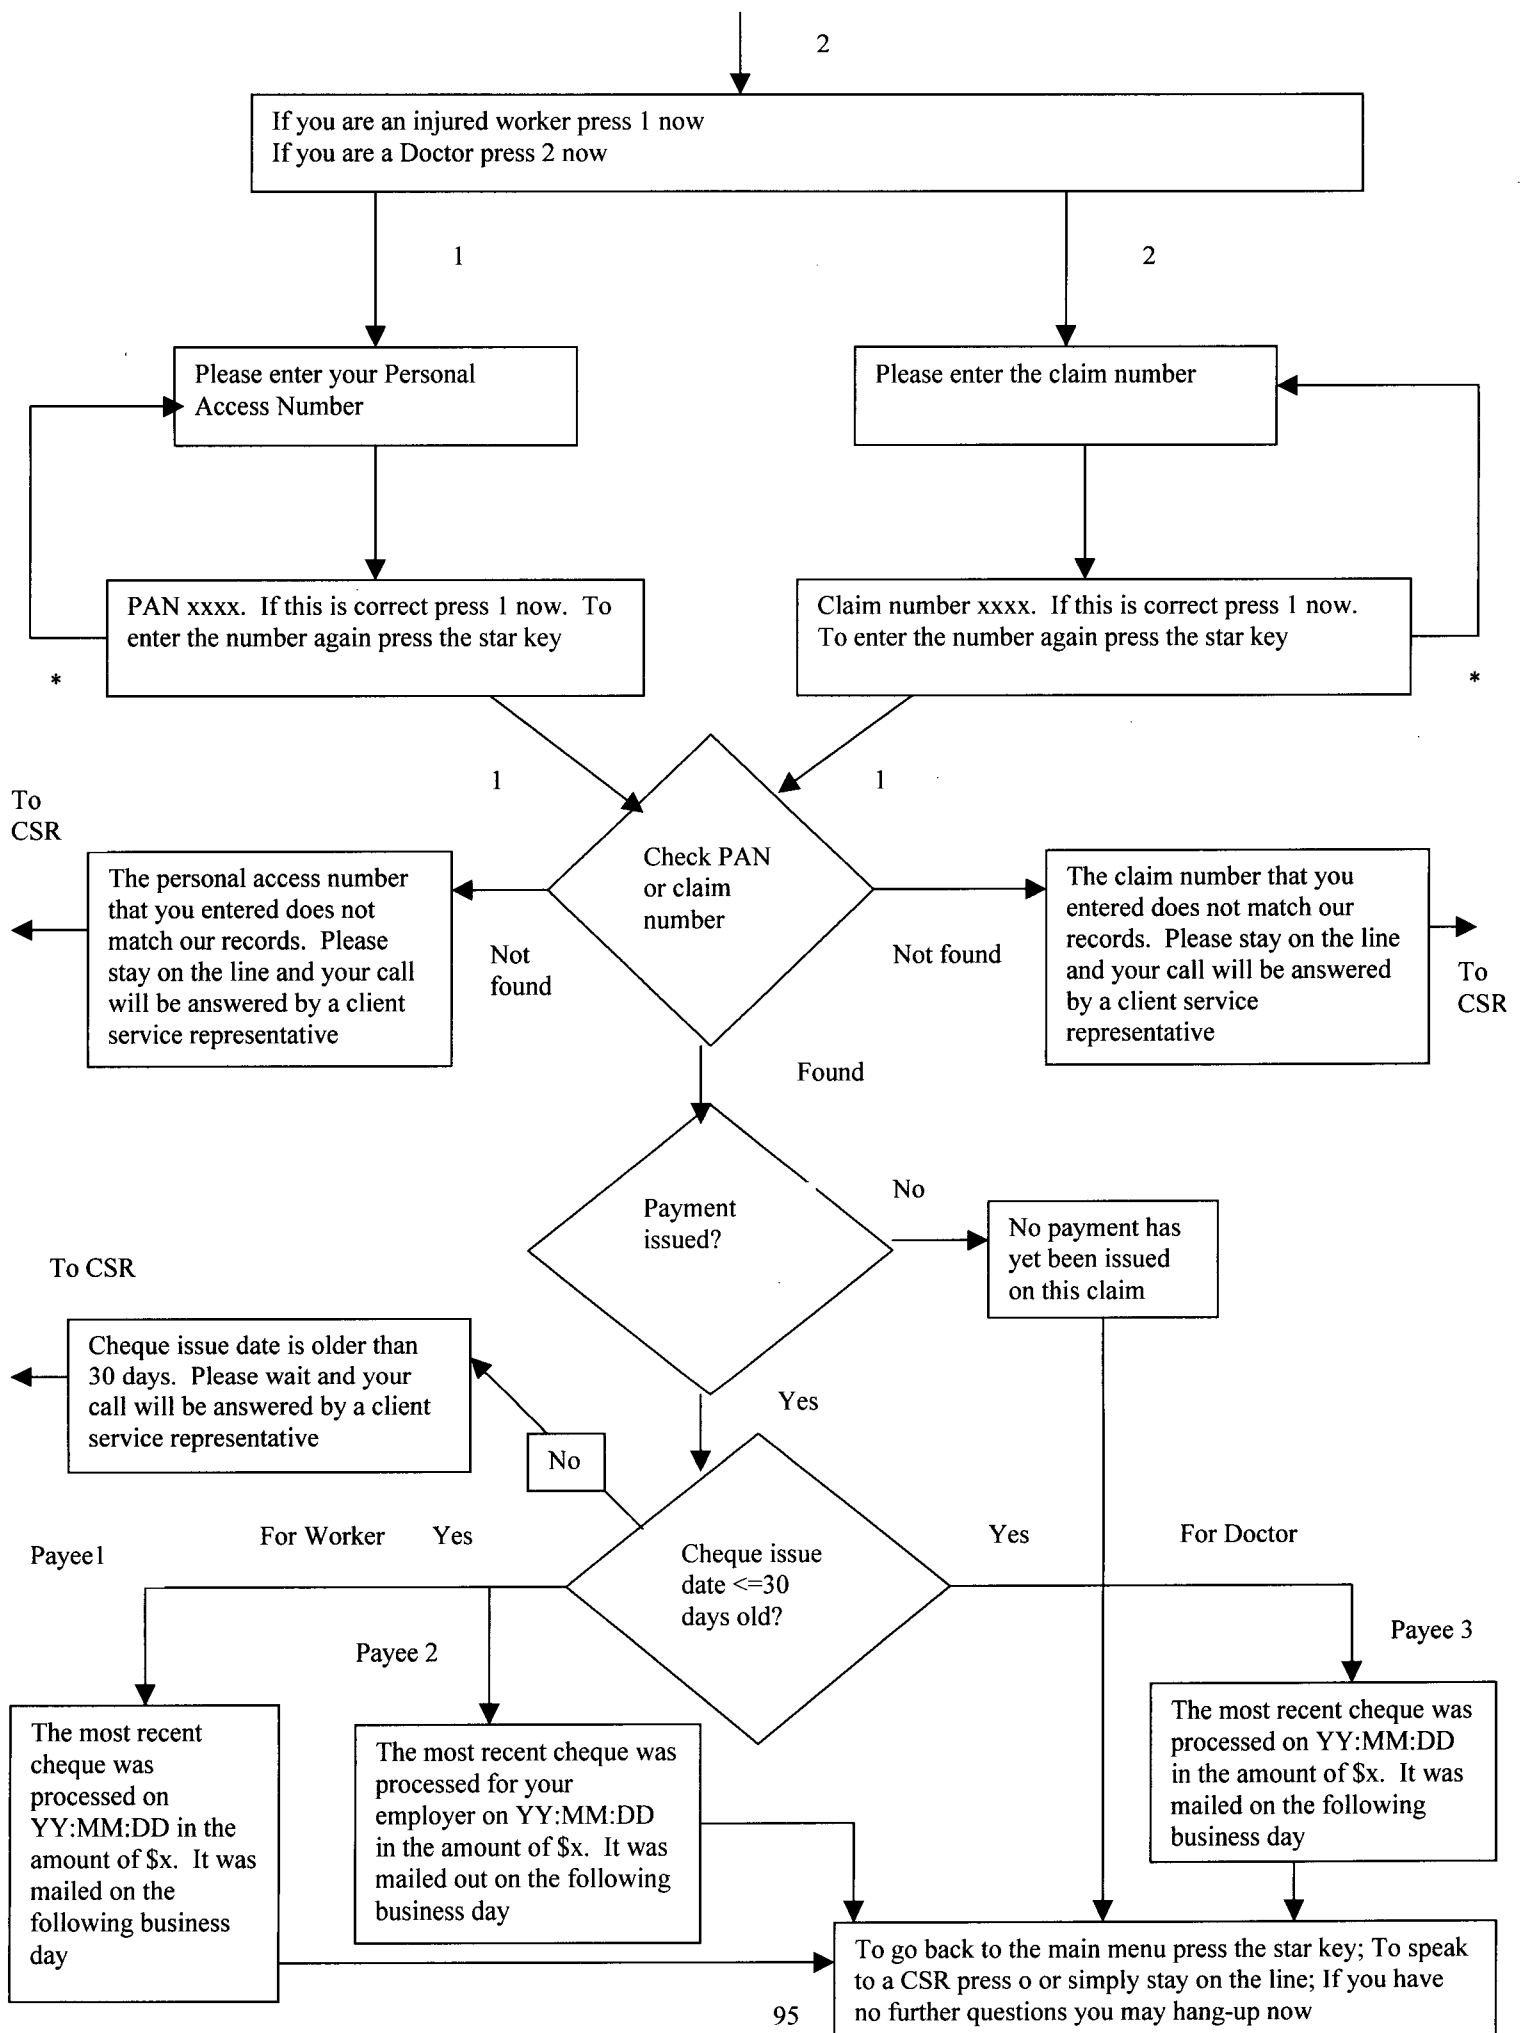 2
If you are an injured worker press 1 now
If you are a Doctor press 2 now
1
2
Please enter your Personal
Access Number
Please enter the claim number
PAN xxxx. If this is correct press 1 now. To
enter the number again press the star key
Claim number xxxx. If this is correct press 1 now.
To enter the number again press the star key
*
*
1
1
To
CSR
The personal access number
that you entered does not
match our records. Please
stay on the line and your call
will be answered by a client
service representative
Not
found
Check PAN
or claim
number
Not found
The claim number that you
entered does not match our
records. Please stay on the line
and your call will be answered
by a client service
representative
To
CSR
Found
Payment
issued?
No
No payment has
yet been issued
on this claim
To CSR
Cheque issue date is older than
30 days. Please wait and your
call will be answered by a client
service representative
Yes
No
Payee1
For Worker
Yes
Cheque issue
date <=30
days old?
Yes
For Doctor
Payee 2
Payee 3
The most recent
cheque was
processed on
YY:MM:DD in the
amount of $x. It was
mailed on the
following business
day
The most recent cheque was
processed for your
employer on YY:MM:DD
in the amount of $x. It was
mailed out on the following
business day
The most recent cheque was
processed on YY:MM:DD
in the amount of $x. It was
mailed on the following
business day
To go back to the main menu press the star key; To speak
to a CSR press o or simply stay on the line; If you have
no further questions you may hang-up now
95